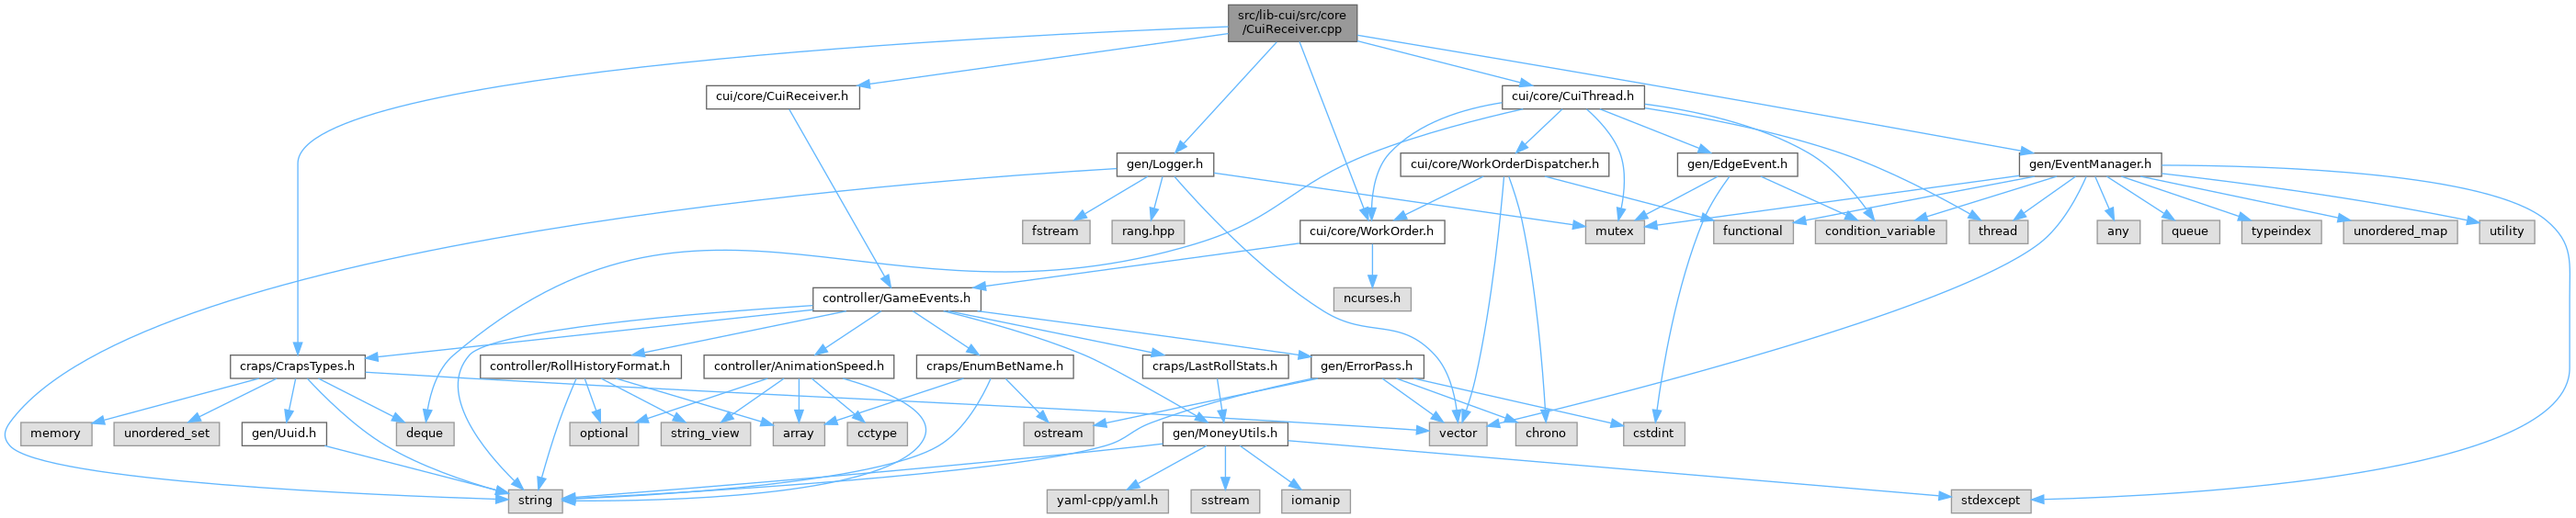 src/lib-cui/src/core
/CuiReceiver.cpp
cui/core/CuiReceiver.h
cui/core/CuiThread.h
gen/Logger.h
cui/core/WorkOrderDispatcher.h
gen/EdgeEvent.h
gen/EventManager.h
fstream
rang.hpp
cui/core/WorkOrder.h
mutex
functional
condition_variable
thread
any
queue
typeindex
unordered_map
utility
controller/GameEvents.h
ncurses.h
craps/CrapsTypes.h
controller/RollHistoryFormat.h
controller/AnimationSpeed.h
craps/EnumBetName.h
craps/LastRollStats.h
gen/ErrorPass.h
memory
unordered_set
gen/Uuid.h
deque
optional
string_view
array
cctype
ostream
gen/MoneyUtils.h
vector
chrono
cstdint
string
yaml-cpp/yaml.h
sstream
iomanip
stdexcept